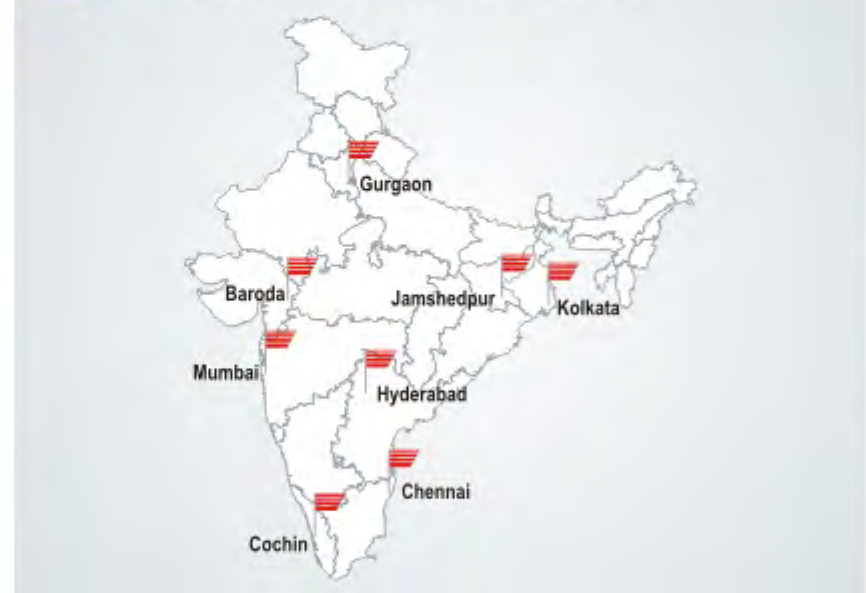 Gurgaon
Baroda
Jamshedpur
Kolkata
Mumbai
Hyderabad
Chennai
Cochin